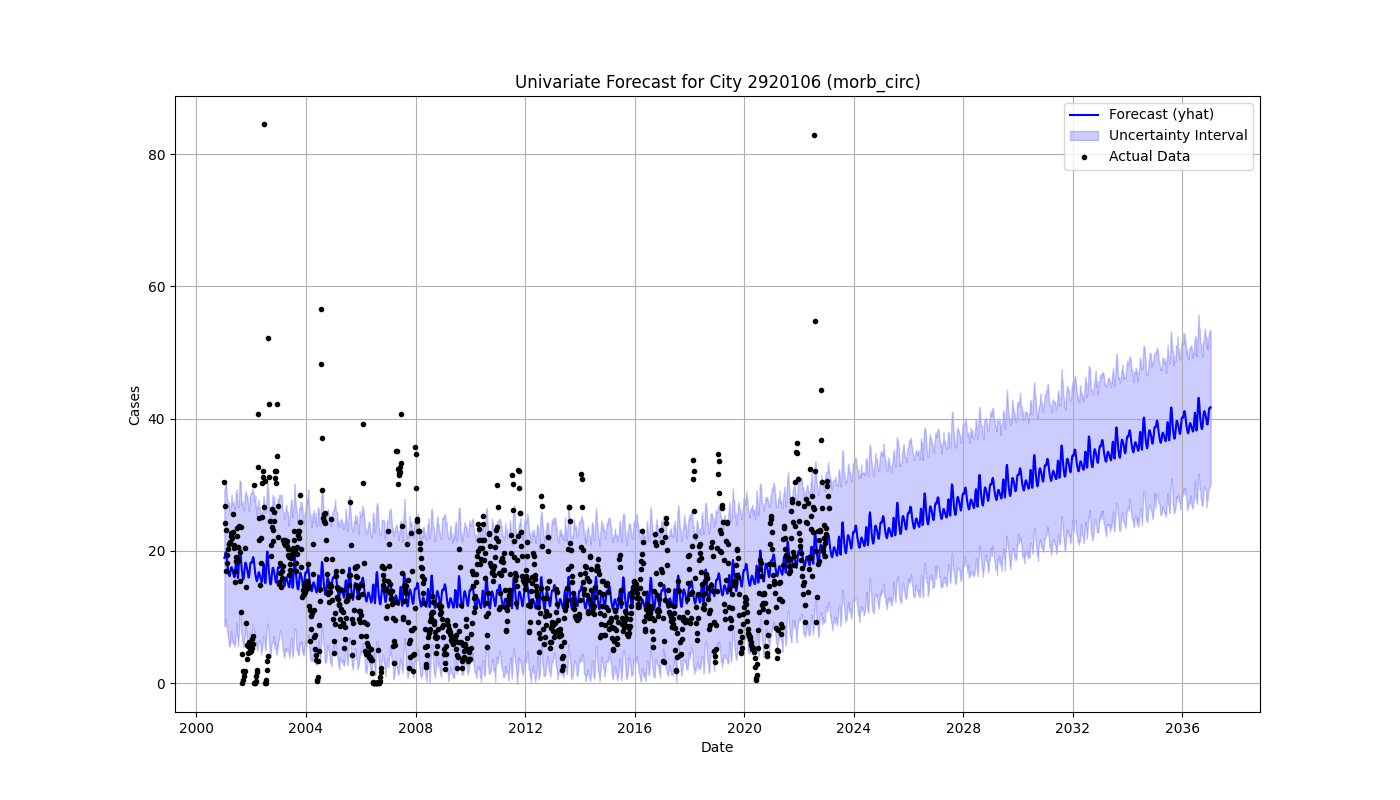 Univariate Forecast for City 2920106 (morb_circ)
Forecast (yhat)
Uncertainty Interval
Actual Data
Cases
80
60
40
20
0
2000 2004 2008 2012 2016 2020 2024 2028 2032 2036
Date